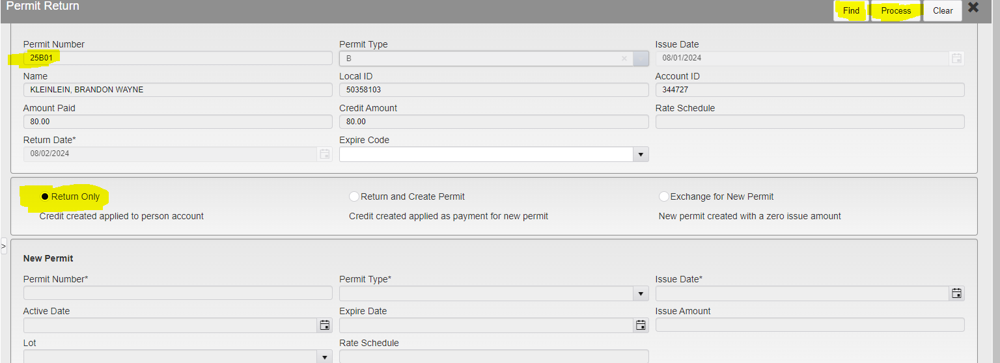 Permit Return
Find Process Clear
Permit Number Permit Type Issue Date
25B01 B 08/01/2024
Name Local ID Account ID
KLEINLEIN, BRANDON WAYNE 50358103 344727
Amount Paid Credit Amount Rate Schedule
80.00 80.00
Return Date* Expire Code
08/02/2024
Return Only Return and Create Permit Exchange for New Permit
Credit created applied to person account Credit created applied as payment for new permit New permit created with a zero issue amount
>
New Permit
Permit Number* Permit Type* Issue Date*
Active Date Expire Date Issue Amount
Lot Rate Schedule